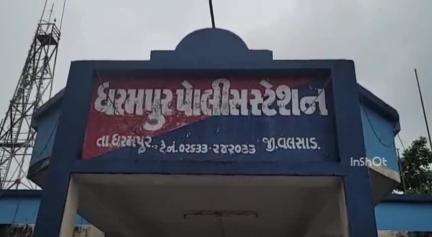 ધરમપુર પોલીસ સ્ટેશન
તા.ધરમપુર. ટે.નં.૦૨૬૩૩-૨૪૨૦૩૩ જી.વલસાડ.
InShOt